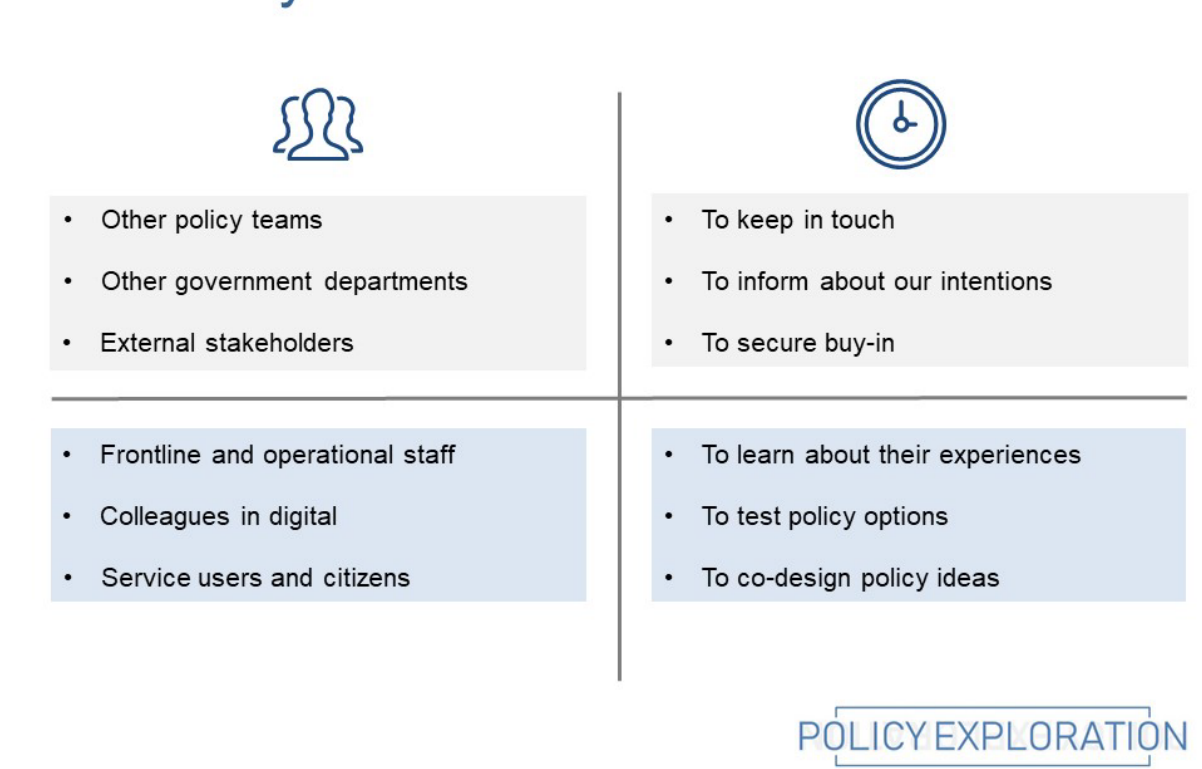 • Other policy teams
• Other government departments
• External stakeholders
• To keep in touch
• To inform about our intentions
• To secure buy-in
• Frontline and operational staff
• Colleagues in digital
• Service users and citizens
• To learn about their experiences
• To test policy options
• To co-design policy ideas
POLICY EXPLORATION